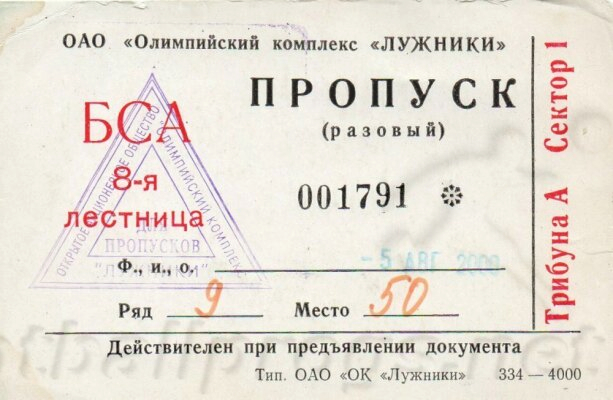 ОАО «Олимпийский комплекс «ЛУЖНИКИ»
БСА
8-я
лестница
ПРОПУСК
(разовый)
001791
ОТКРЫТОЕ АКЦИОНЕРНОЕ ОБЩЕСТВО
"ОЛИМПИЙСКИЙ КОМПЛЕКС
"ЛУЖНИКИ"
ДЛЯ
ПРОПУСКОВ
- 5 АВГ
Ф., и., о.
Ряд 9 Место 50
Действителен при предъявлении документа
Тип. ОАО «ОК «Лужники» 334—4000
Трибуна А Сектор 1